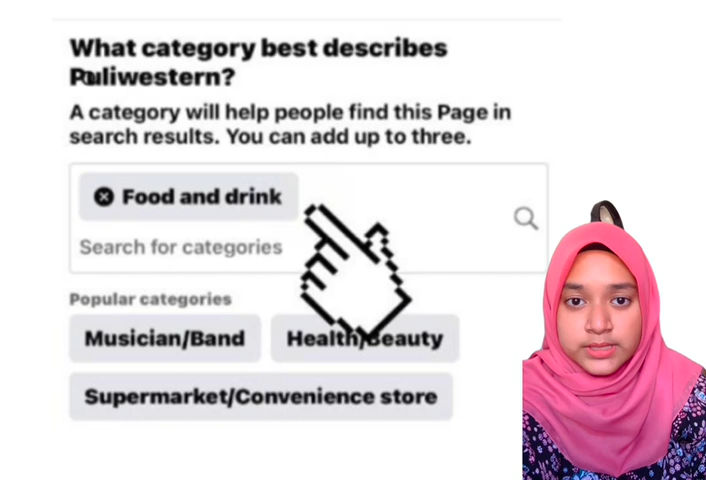 What category best describes
Puliwestern?
A category will help people find this Page in
search results. You can add up to three.
Food and drink
Search for categories
Popular categories
Musician/Band
Health/Beauty
Supermarket/Convenience store